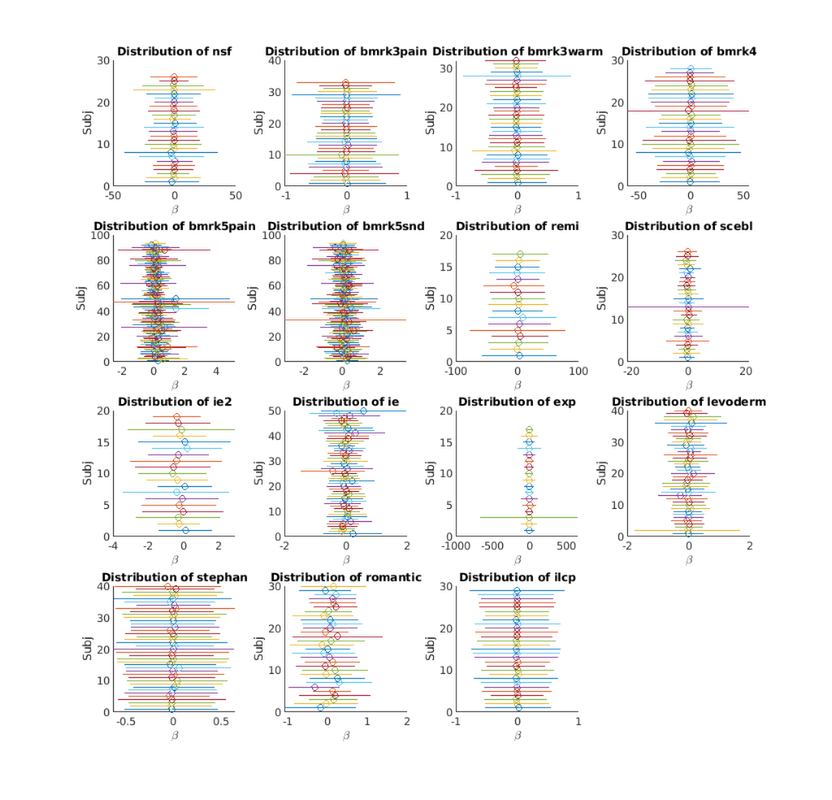 Distribution of nsf
30
20
10
0
Subj
-50 0 50
β
Distribution of bmrk3pain
40
30
20
10
0
Subj
-1 0 1
β
Distribution of bmrk3warm
30
20
10
0
Subj
-1 0 1
β
Distribution of bmrk4
30
20
10
0
Subj
-50 0 50
β
Distribution of bmrk5pain
100
80
60
40
20
0
Subj
-2 0 2 4
β
Distribution of bmrk5snd
100
80
60
40
20
0
Subj
-2 0 2
β
Distribution of remi
20
15
10
5
0
Subj
-100 0 100
β
Distribution of scebl
30
20
10
0
Subj
-20 0 20
β
Distribution of ie2
20
15
10
5
0
Subj
-4 -2 0 2
β
Distribution of ie
50
40
30
20
10
0
Subj
-2 0 2
β
Distribution of exp
20
15
10
5
0
Subj
-1000 -500 0 500
β
Distribution of levoderm
40
30
20
10
0
Subj
-2 0 2
β
Distribution of stephan
40
30
20
10
0
Subj
-0.5 0 0.5
β
Distribution of romantic
30
20
10
0
Subj
-1 0 1 2
β
Distribution of ilcp
30
20
10
0
Subj
-1 0 1
β